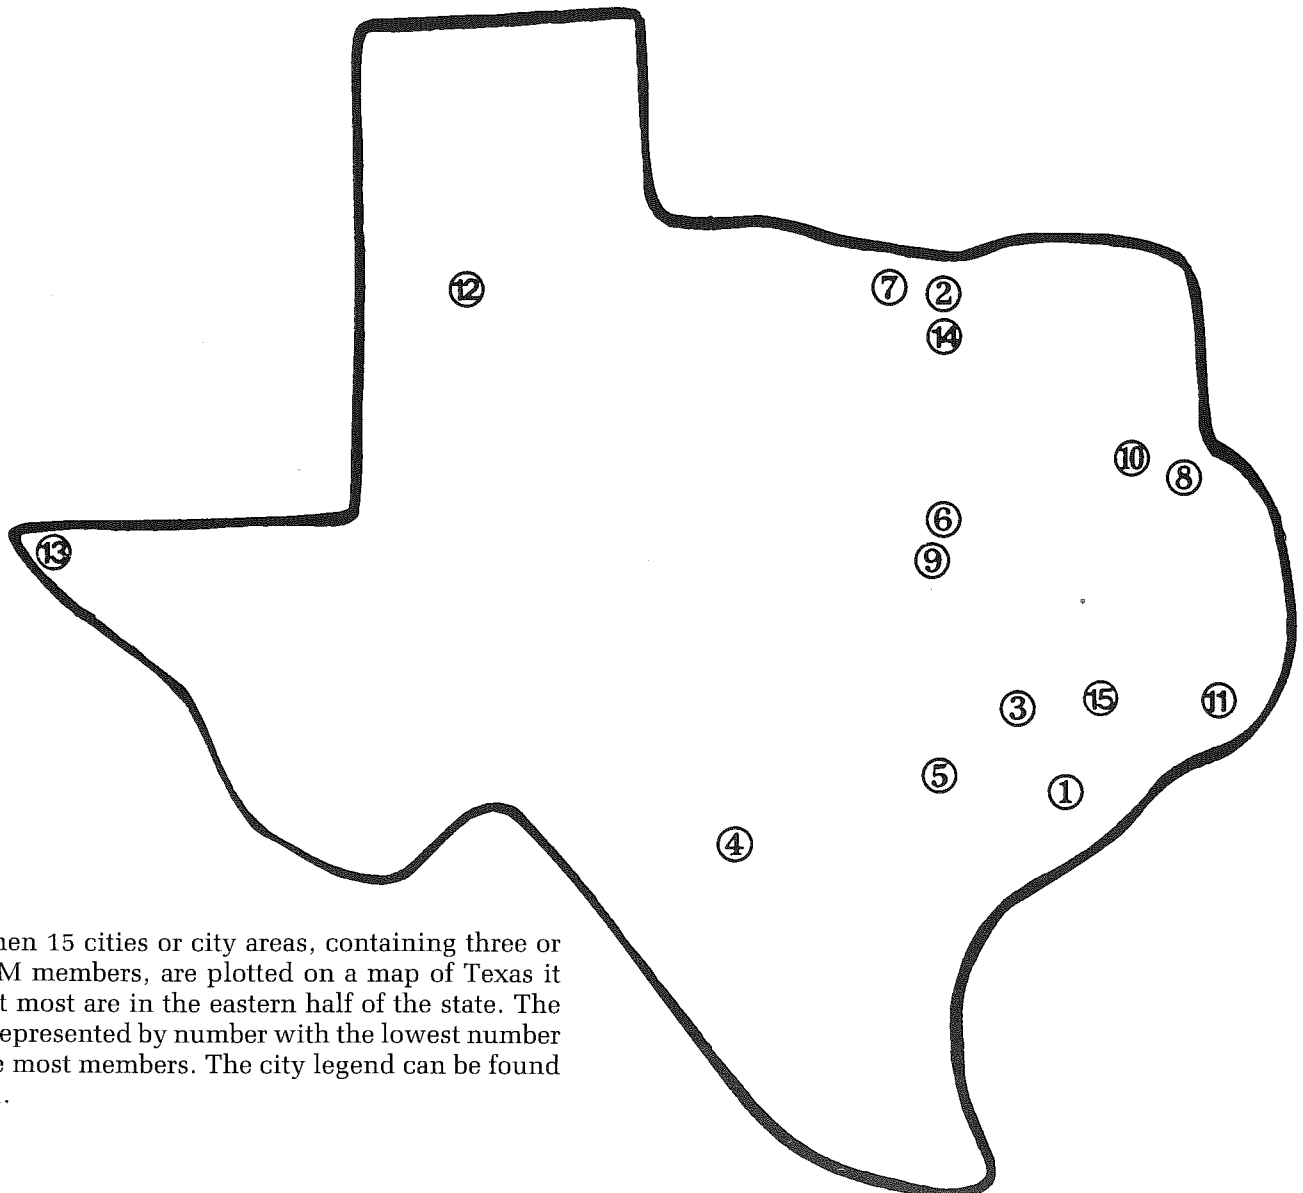 ⑫
⑦ ②
⑭
⑩
⑧
⑥
⑬
⑨
③ ⑮ ⑪
⑤
①
④
hen 15 cities or city areas, containing three or
M members, are plotted on a map of Texas it
t most are in the eastern half of the state. The
epresented by number with the lowest number
e most members. The city legend can be found
.